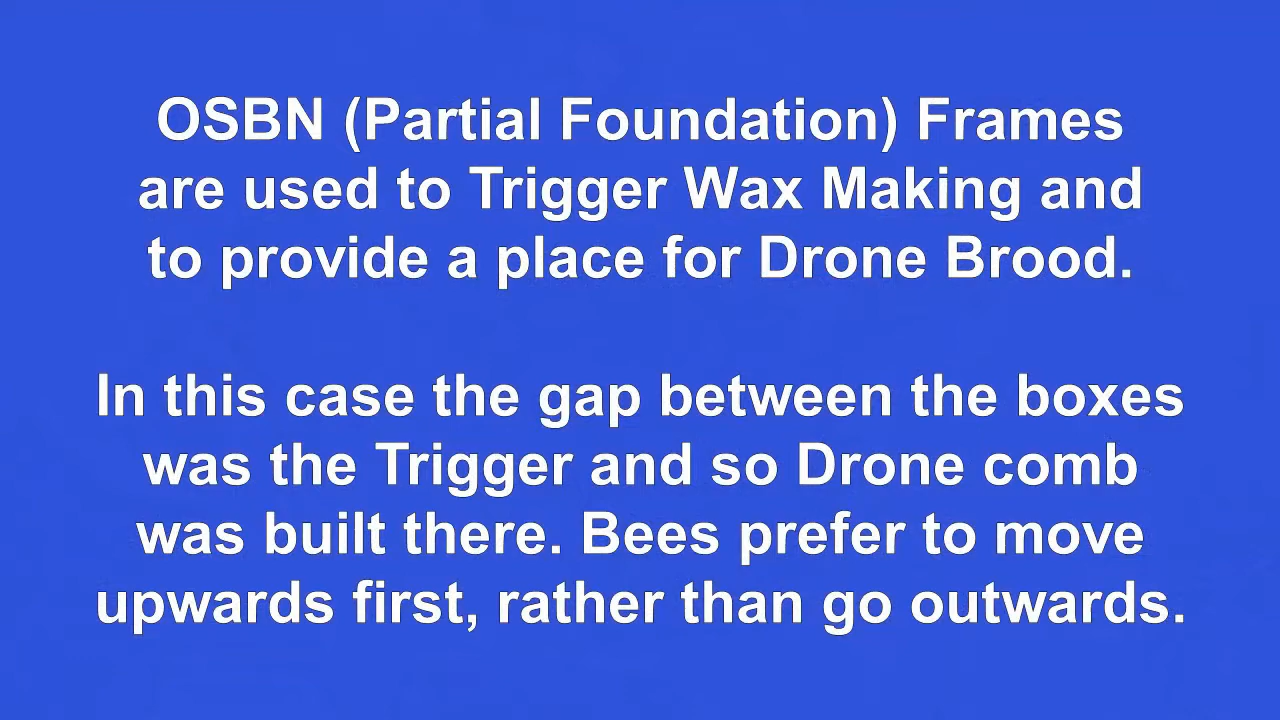 OSBN (Partial Foundation) Frames
are used to Trigger Wax Making and
to provide a place for Drone Brood.
In this case the gap between the boxes
was the Trigger and so Drone comb
was built there. Bees prefer to move
upwards first, rather than go outwards.